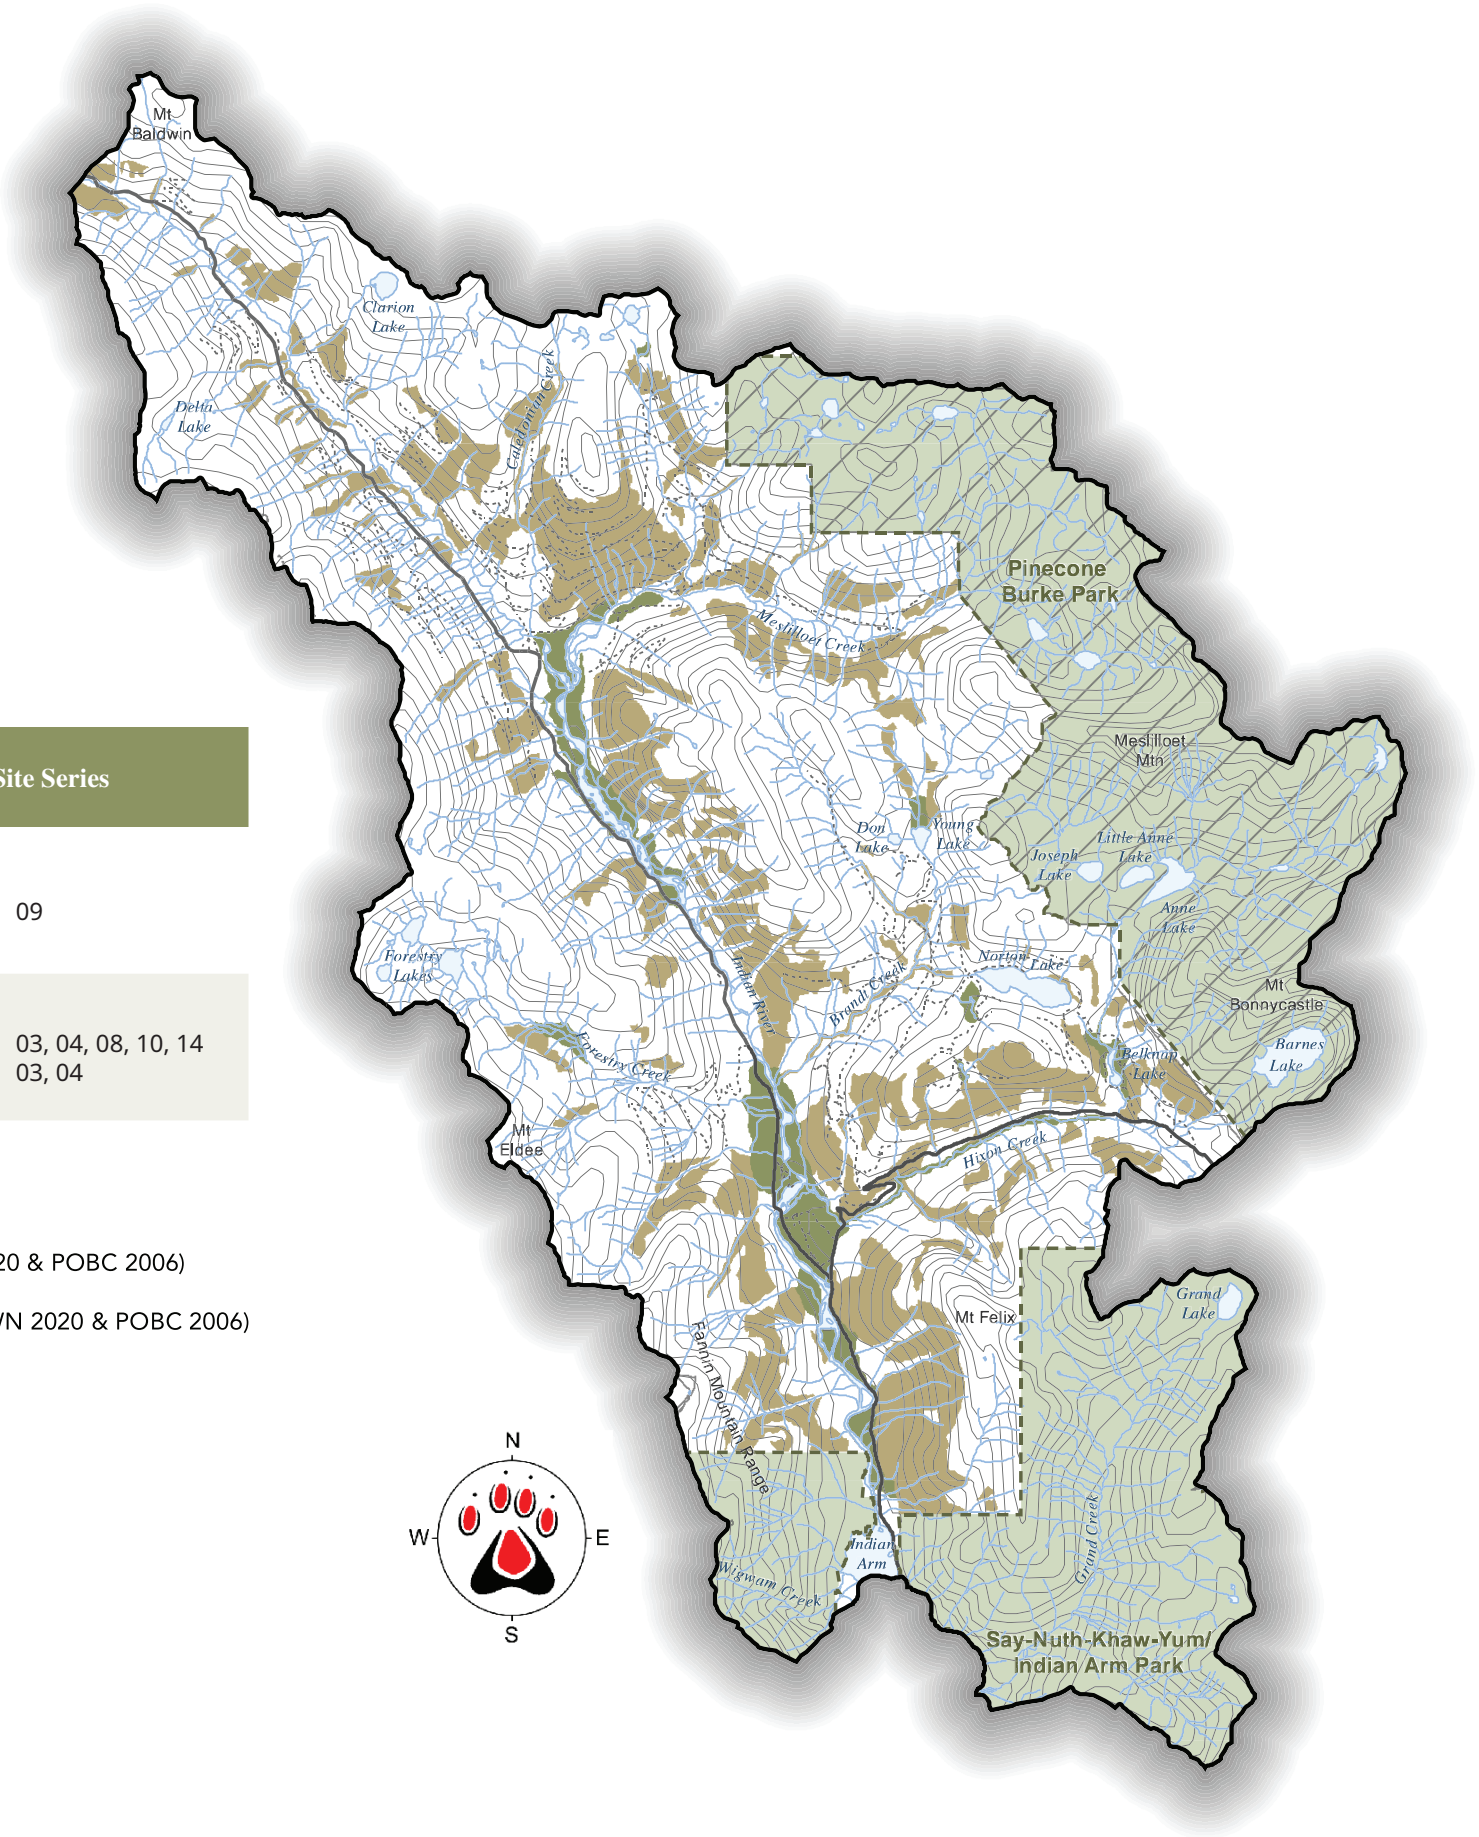 Mt
Baldwin
Clarion
Lake
Caledonian Creek
Delta
Lake
Pinecone
Burke Park
Meslilloet Creek
Meslilloet
Mtn
Site Series
Don
Lake
Young
Lake
Little Anne
Lake
Joseph
Lake
Anne
Lake
09
Forestry
Lakes
Indian River
Brandt Creek
Norton Lake
Mt
Bonnycastle
03, 04, 08, 10, 14
03, 04
Forestry Creek
Belknap
Lake
Barnes
Lake
Mt
Eldee
Hixon Creek
20 & POBC 2006)
WN 2020 & POBC 2006)
Grand
Lake
Mt Felix
Fannin Mountain Range
N
W
E
S
Grand Creek
Indian
Arm
Wigwam Creek
Say-Nuth-Khaw-Yum/
Indian Arm Park